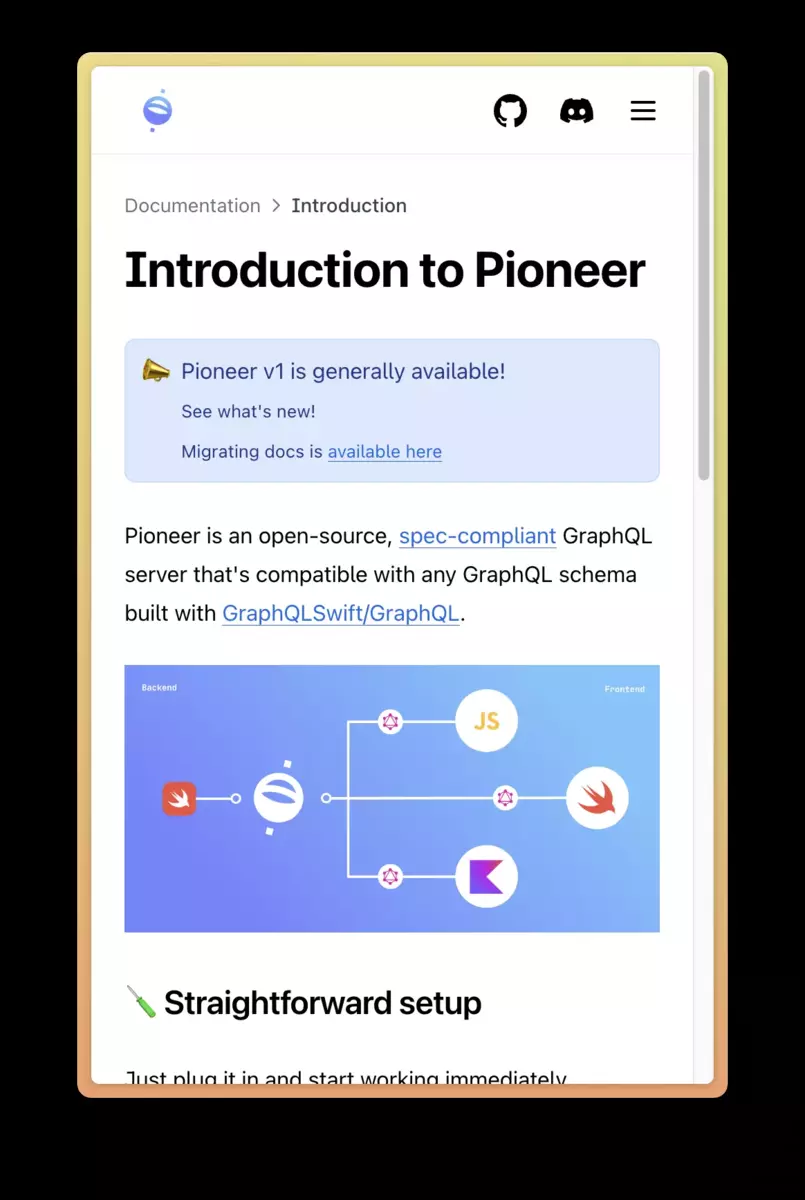 Documentation > Introduction
Introduction to Pioneer
Pioneer v1 is generally available!
See what's new!
Migrating docs is available here
Pioneer is an open-source, spec-compliant GraphQL
server that's compatible with any GraphQL schema
built with GraphQLSwift/GraphQL.
Backend
Frontend
JS
Straightforward setup
Just plug it in and start working immediately